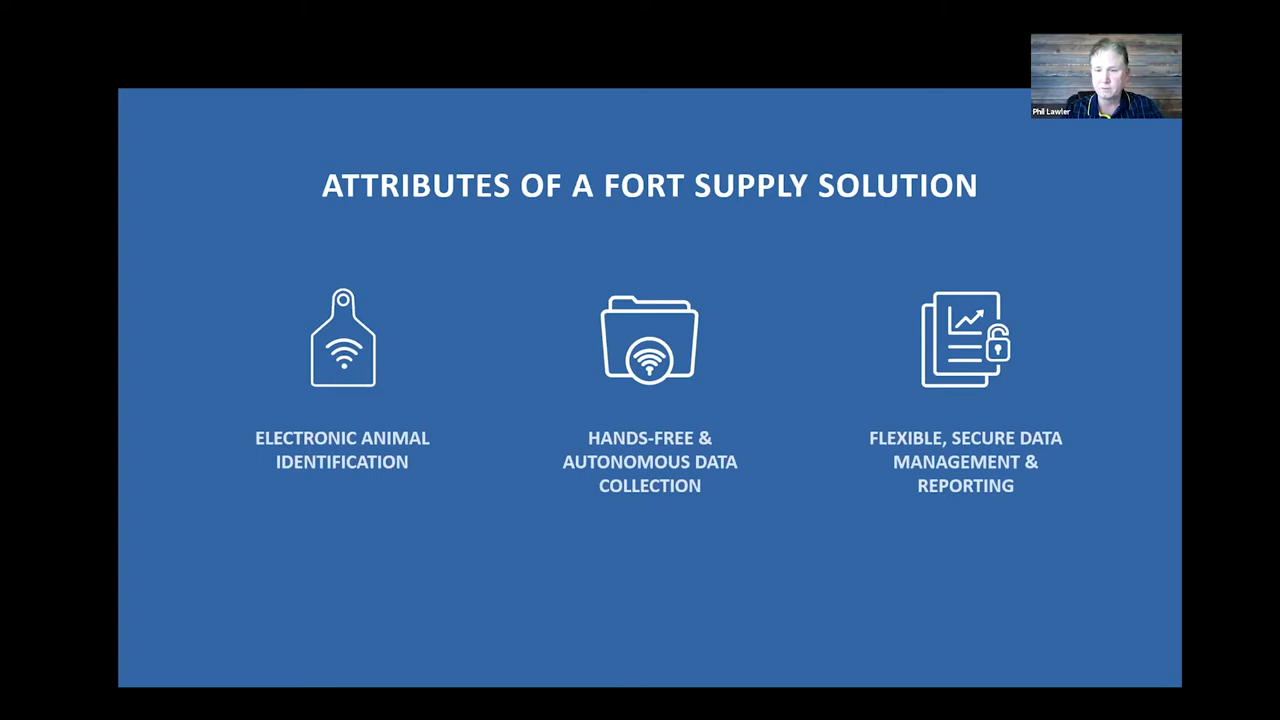 Phil Lawler
ATTRIBUTES OF A FORT SUPPLY SOLUTION
ELECTRONIC ANIMAL
IDENTIFICATION
HANDS-FREE &
AUTONOMOUS DATA
COLLECTION
FLEXIBLE, SECURE DATA
MANAGEMENT &
REPORTING